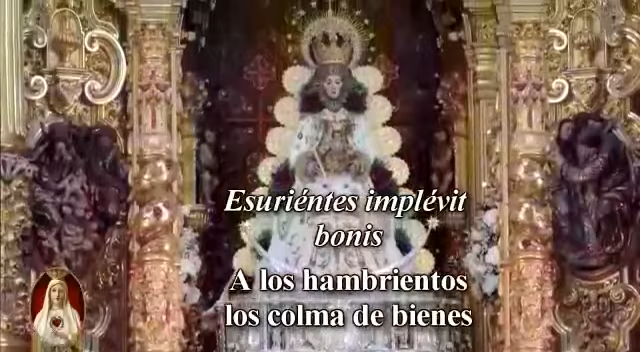 Esuriéntes implévit
bonis
A los hambrientos
los colma de bienes